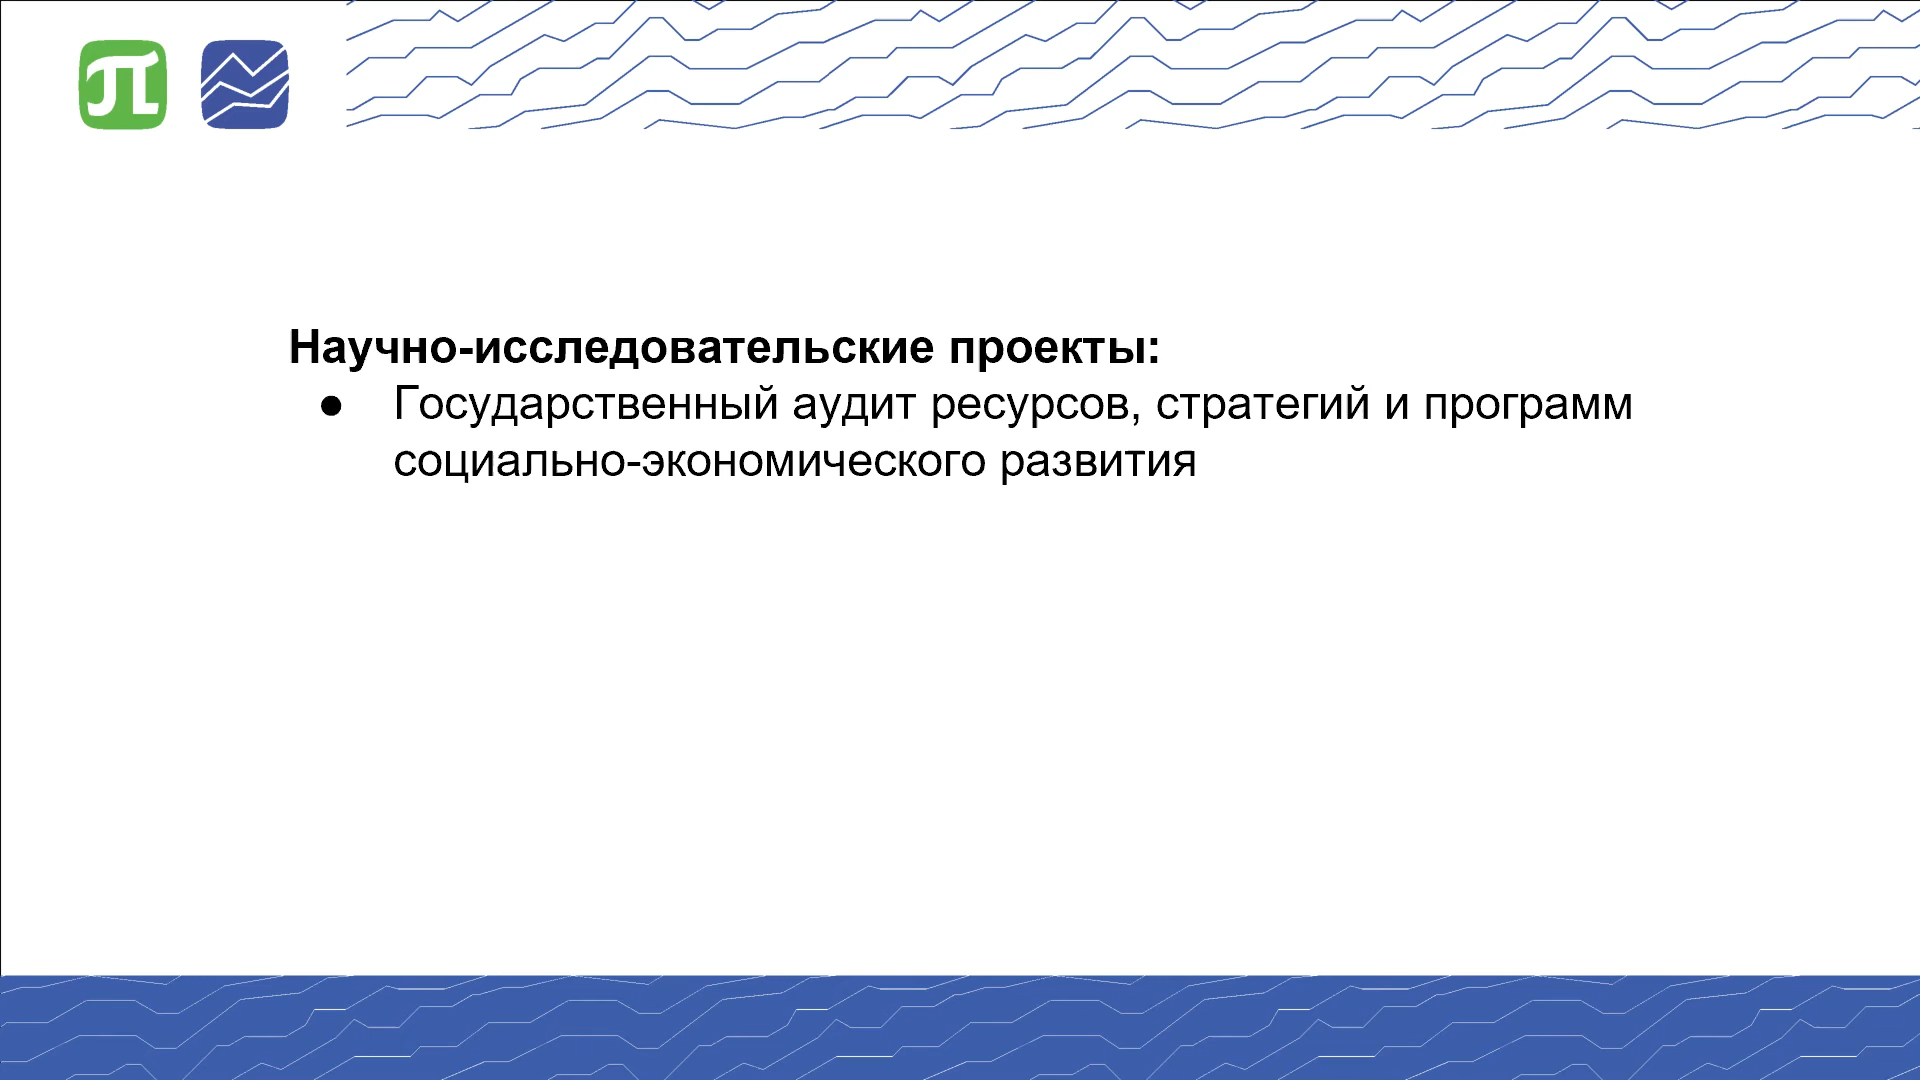 Научно-исследовательские проекты:
● Государственный аудит ресурсов, стратегий и программ
социально-экономического развития